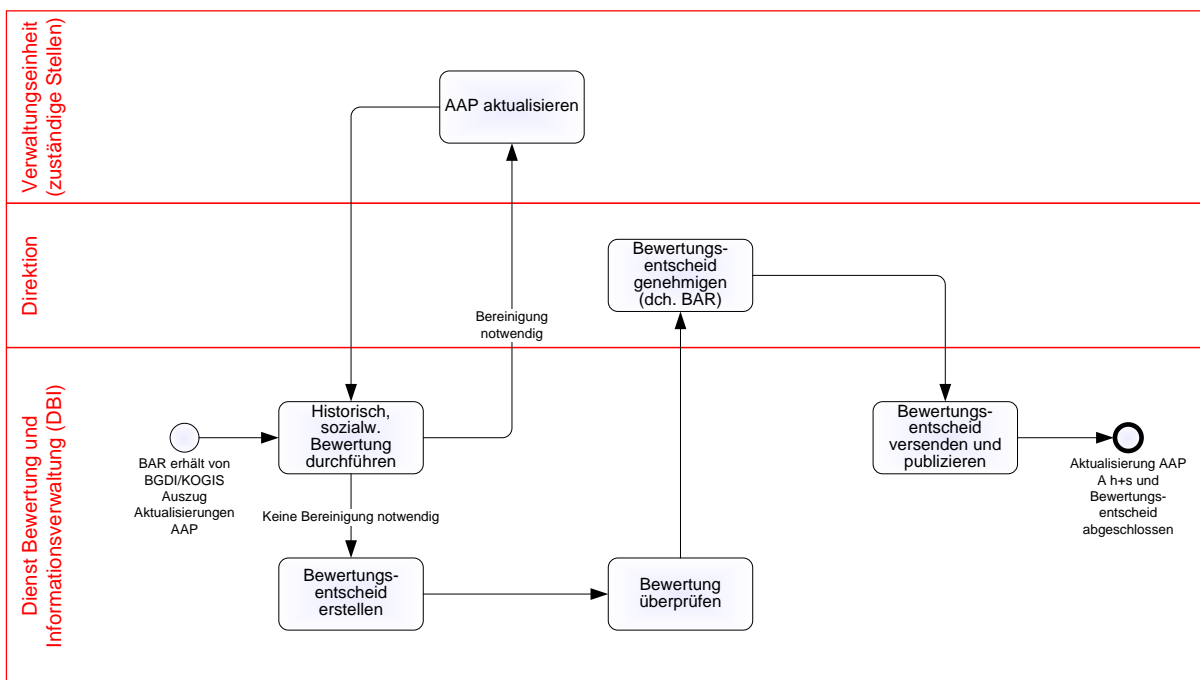 Verwaltungseinheit
(zuständige Stellen)
AAP aktualisieren
Direktion
Bewertungs-
entscheid
genehmigen
(dch. BAR)
Bereinigung
notwendig
Dienst Bewertung und
Informationsverwaltung (DBI)
BAR erhält von
BGDI/KOGIS
Auszug
Aktualisierungen
AAP
Historisch,
sozialw.
Bewertung
durchführen
Keine Bereinigung notwendig
Bewertungs-
entscheid
erstellen
Bewertung
überprüfen
Bewertungs-
entscheid
versenden und
publizieren
Aktualisierung AAP
A h+s und
Bewertungs-
entscheid
abgeschlossen